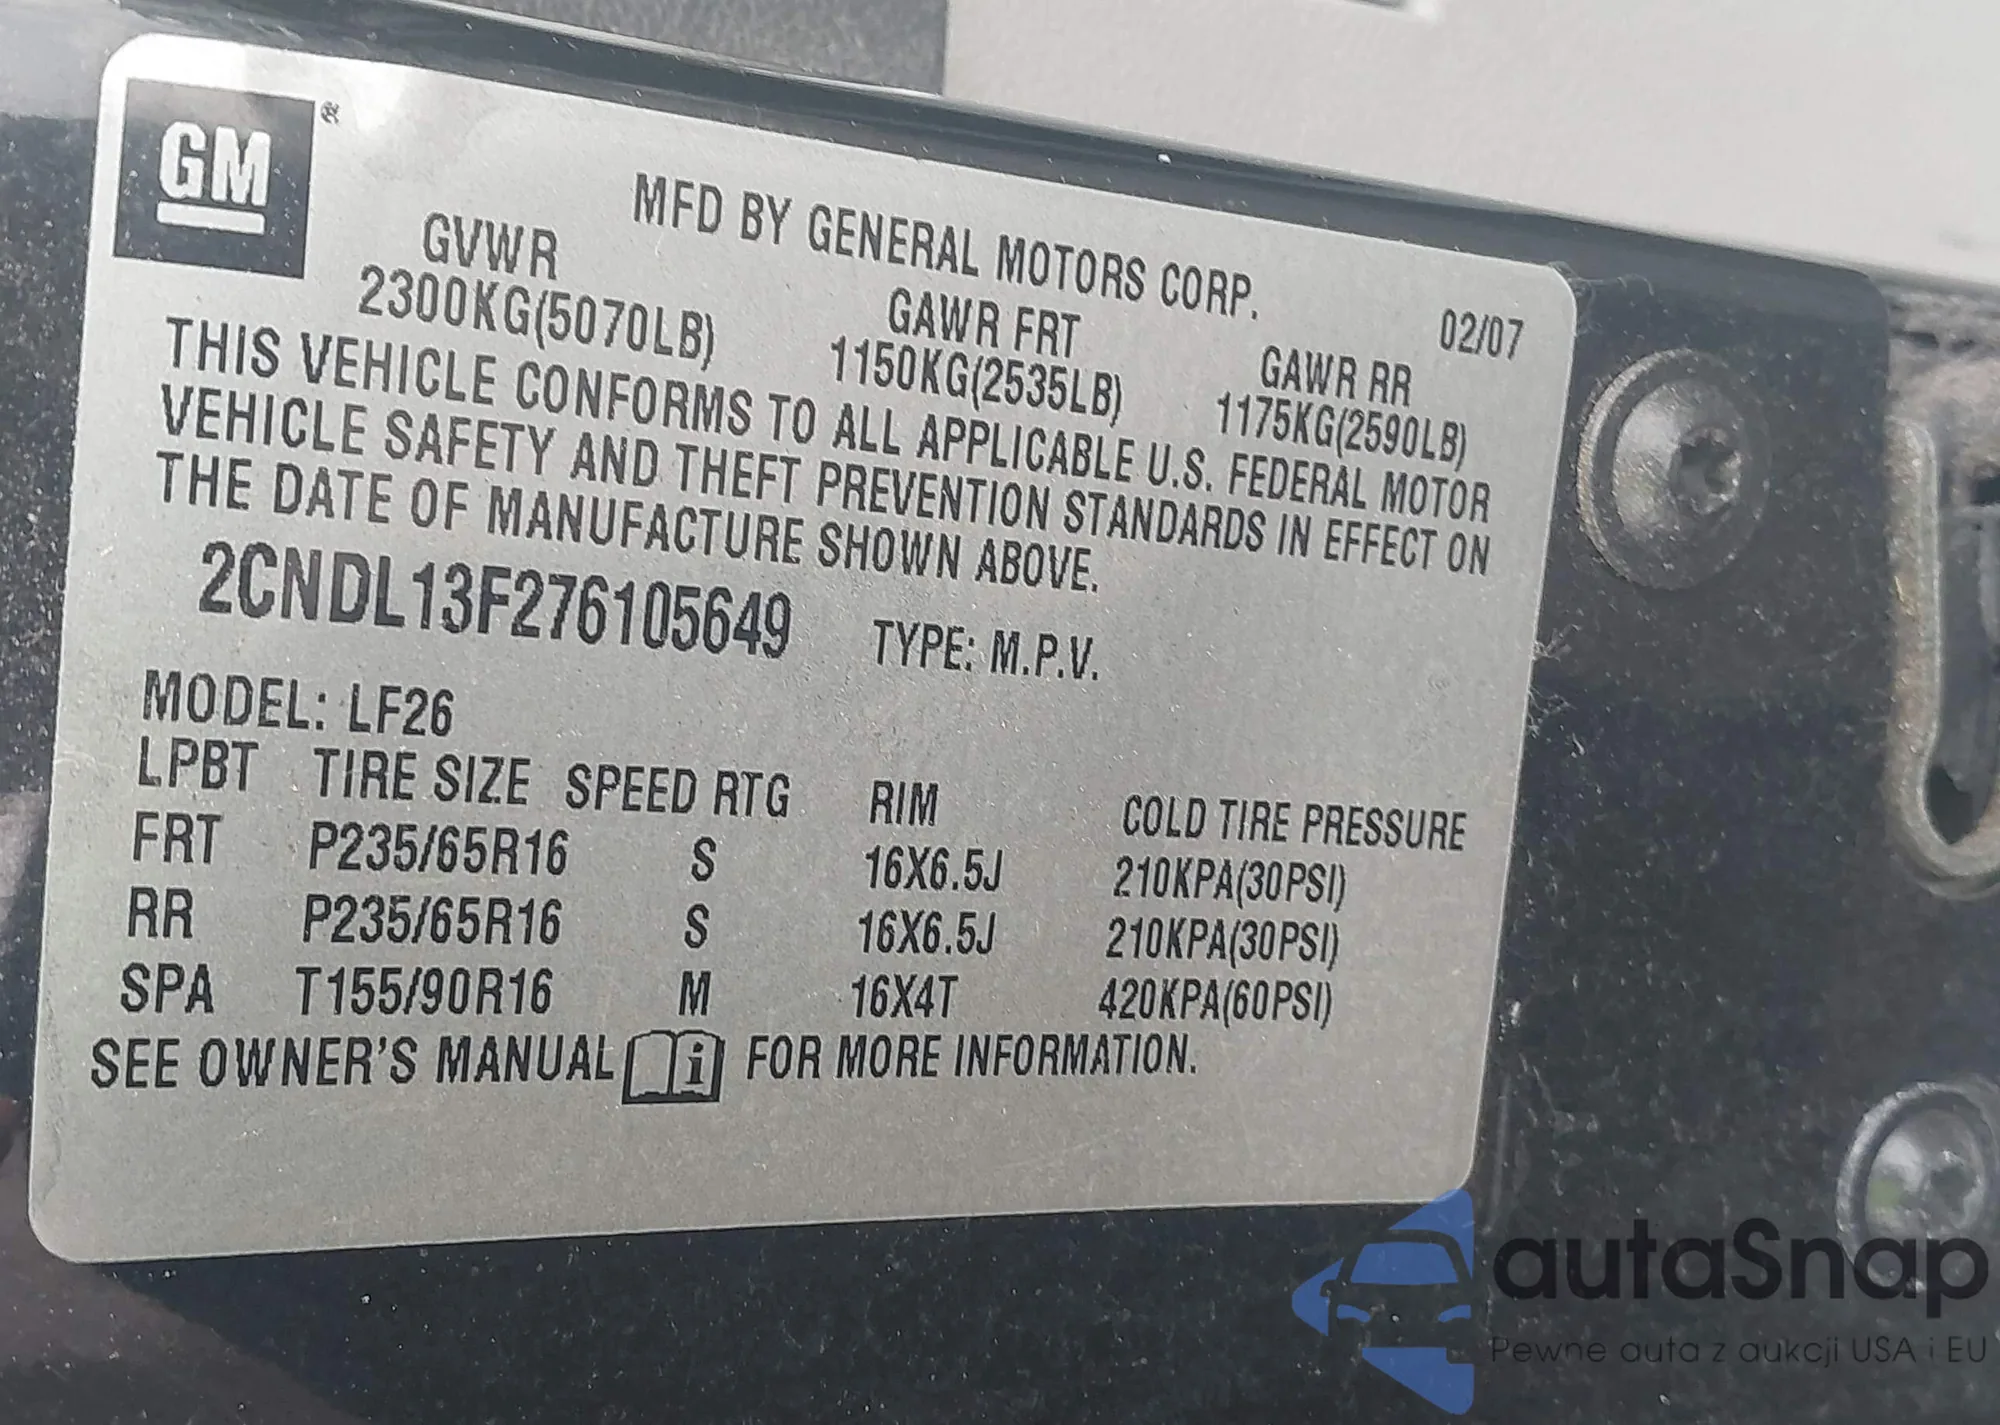 GM ®
MFD BY GENERAL MOTORS CORP.
02/07
GVWR
2300KG(5070LB)
GAWR FRT
1150KG(2535LB)
GAWR RR
1175KG(2590LB)
THIS VEHICLE CONFORMS TO ALL APPLICABLE U.S. FEDERAL MOTOR
VEHICLE SAFETY AND THEFT PREVENTION STANDARDS IN EFFECT ON
THE DATE OF MANUFACTURE SHOWN ABOVE.
2CNDL13F276105649 TYPE: M.P.V.
MODEL: LF26
LPBT TIRE SIZE SPEED RTG RIM COLD TIRE PRESSURE
FRT P235/65R16 S 16X6.5J 210KPA(30PSI)
RR P235/65R16 S 16X6.5J 210KPA(30PSI)
SPA T155/90R16 M 16X4T 420KPA(60PSI)
SEE OWNER'S MANUAL i FOR MORE INFORMATION.
autaSnap
Pewne auta z aukcji USA i EU